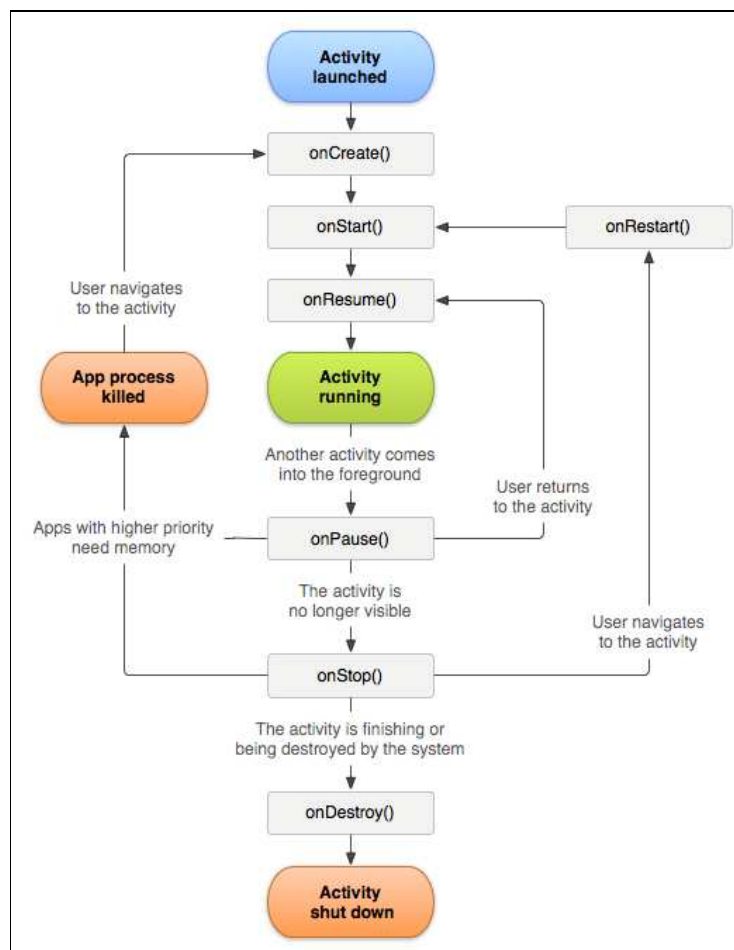 Activity
launched
onCreate()
onStart()
onRestart()
User navigates
to the activity
onResume()
App process
killed
Activity
running
Another activity comes
into the foreground
User returns
to the activity
Apps with higher priority
need memory
onPause()
The activity is
no longer visible
User navigates
to the activity
onStop()
The activity is finishing or
being destroyed by the system
onDestroy()
Activity
shut down